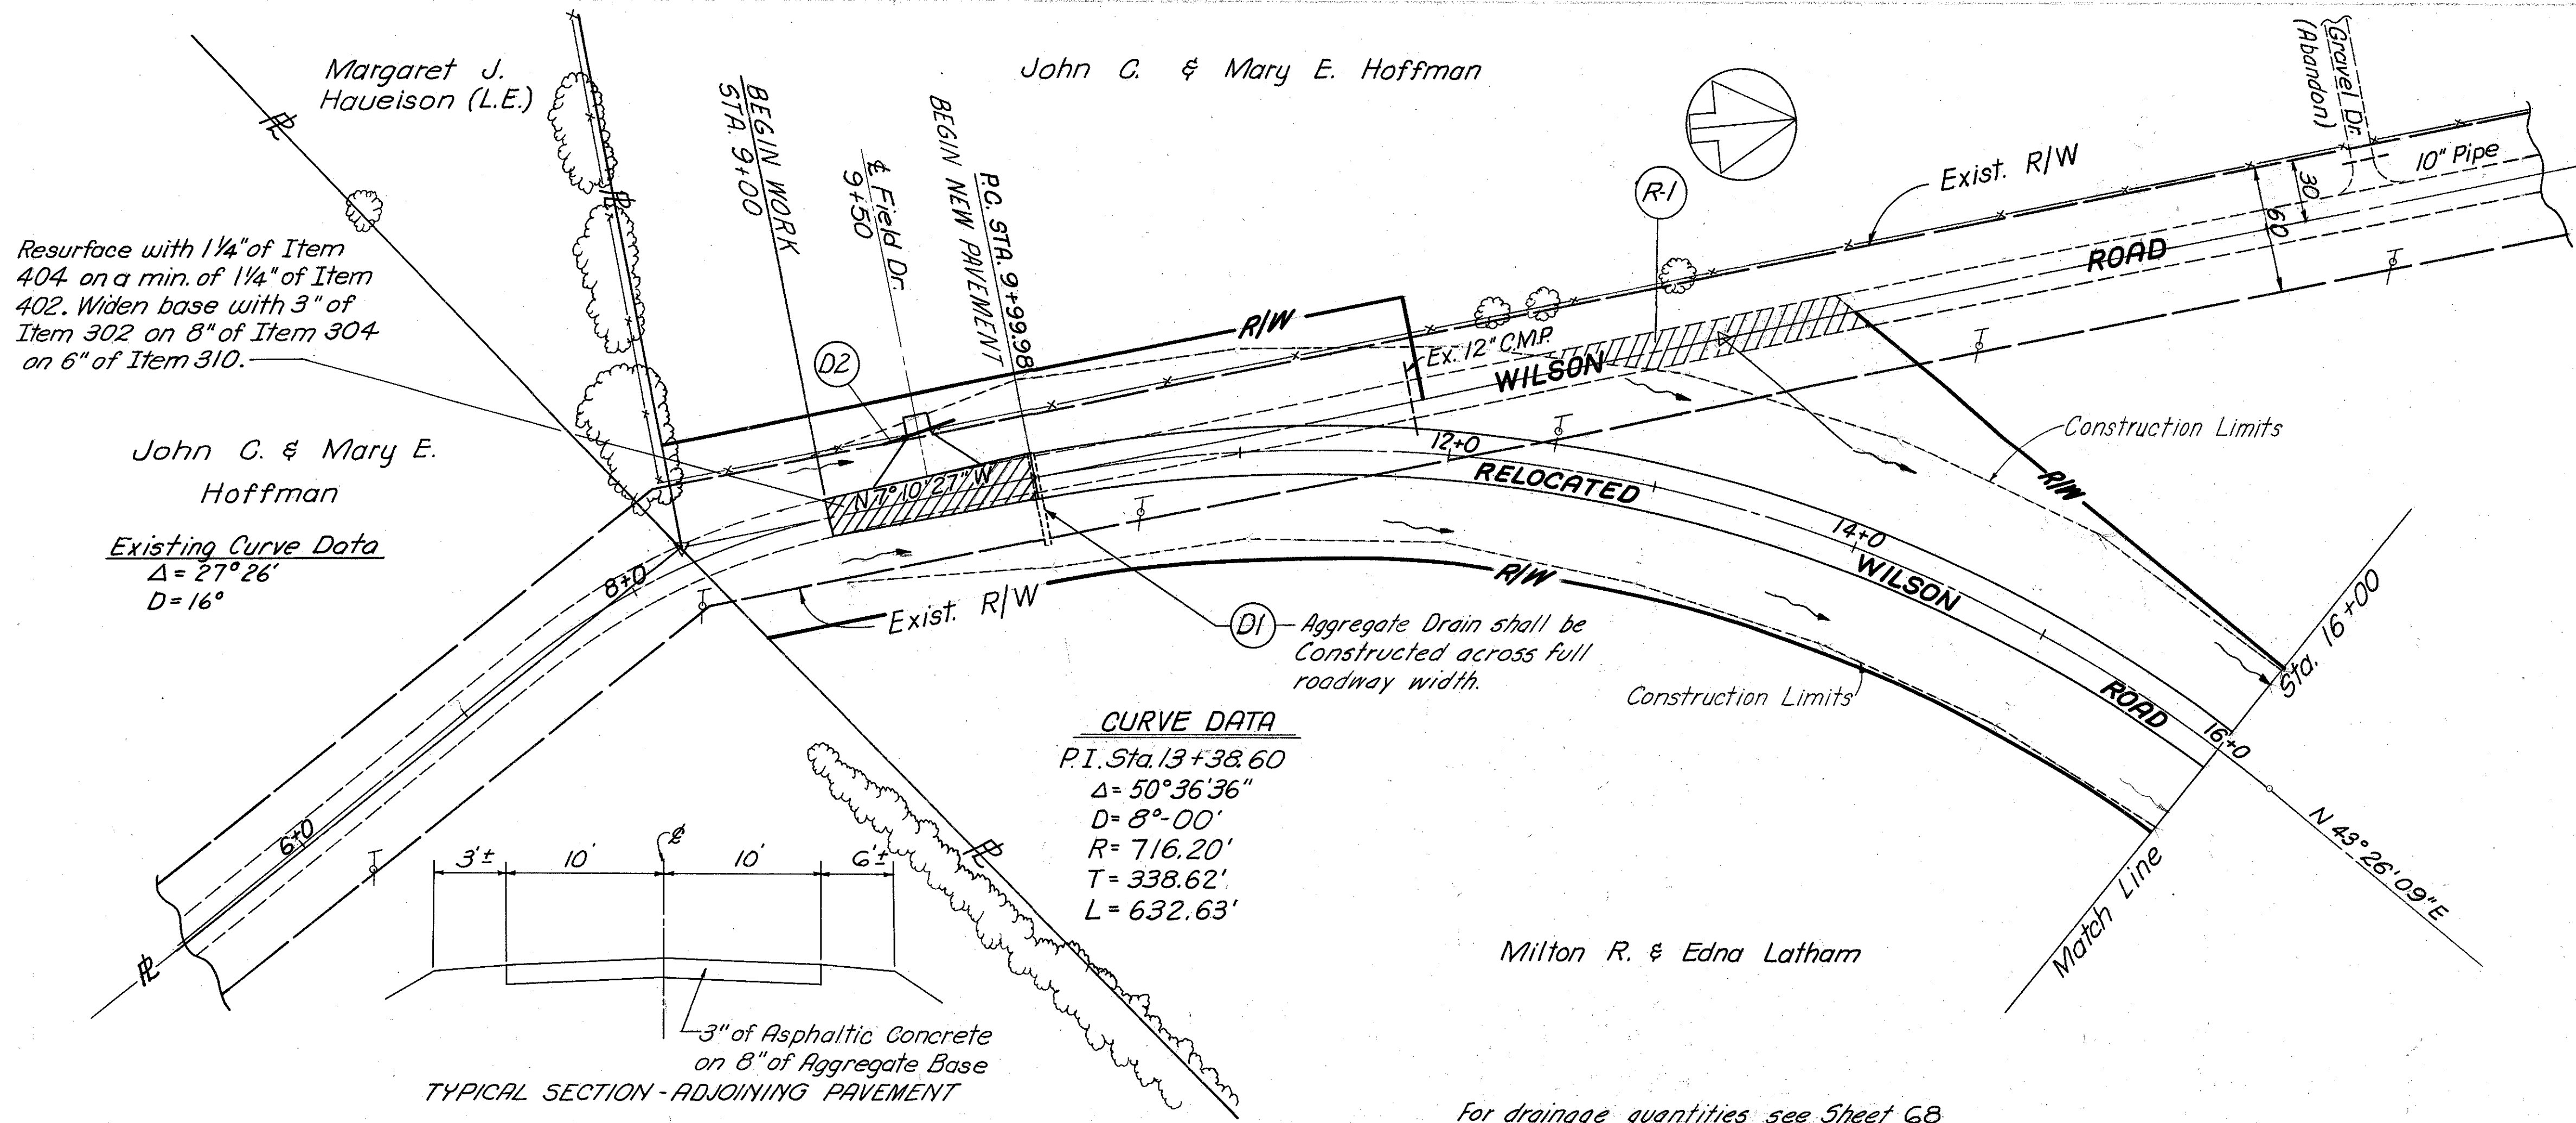 Margaret J.
Haueison (L.E.)
John C. & Mary E. Hoffman
Gravel Dr.
(Abandon)
10" Pipe
BEGIN WORK
STA. 9+00
℄ Field Dr.
9+50
BEGIN NEW PAVEMENT
P.C. STA. 9+99.98
R-1
Exist. R/W
30
60
ROAD
Resurface with 1 1/4" of Item
404 on a min. of 1 1/4" of Item
402. Widen base with 3" of
Item 302 on 8" of Item 304
on 6" of Item 310.
D2
R/W
Ex. 12" C.M.P.
WILSON
Construction Limits
John C. & Mary E.
Hoffman
Existing Curve Data
Δ = 27° 26'
D = 16°
N 7° 10' 27" W
12+0
RELOCATED
14+0
WILSON
ROAD
R/W
R/W
8+0
Exist. R/W
D1
Aggregate Drain shall be
Constructed across full
roadway width.
Construction Limits
Sta. 16+00
16+0
N 43° 26' 09" E
Match Line
CURVE DATA
P.I. Sta. 13+38.60
Δ = 50° 36' 36"
D = 8°-00'
R = 716.20'
T = 338.62'
L = 632.63'
6+0
PL
PL
PL
PL
℄
3'± 10' 10' 6'±
3" of Asphaltic Concrete
on 8" of Aggregate Base
TYPICAL SECTION - ADJOINING PAVEMENT
Milton R. & Edna Latham
For drainage quantities see Sheet 68